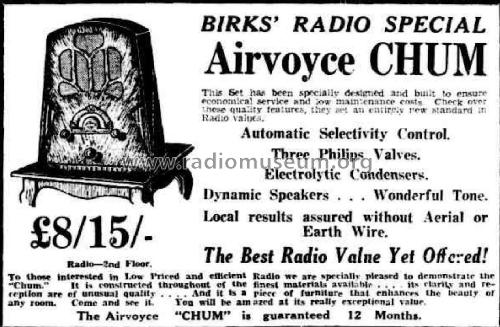 BIRKS' RADIO SPECIAL
Airvoyce CHUM
This Set has been specially designed and built to ensure
economical service and low maintenance costs. Check over
these quality features, they set an entirely new standard in
Radio values.
Automatic Selectivity Control.
www.radiomuseum.org
Three Philips Valves.
Electrolytic Condensers.
Dynamic Speakers . . . Wonderful Tone.
Local results assured without Aerial or
Earth Wire.
£8/15/-
Radio—2nd Floor.
The Best Radio Value Yet Offered!
To those interested in Low Priced and efficient Radio we are specially pleased to demonstrate the
"Chum." It is constructed throughout of the finest materials available . . . . its clarity and re-
ception are of unusual quality . . . . And it is a piece of furniture that enhances the beauty of
any room. Come and see it. You will be amazed at its really exceptional value.
The Airvoyce "CHUM" is guaranteed 12 Months.